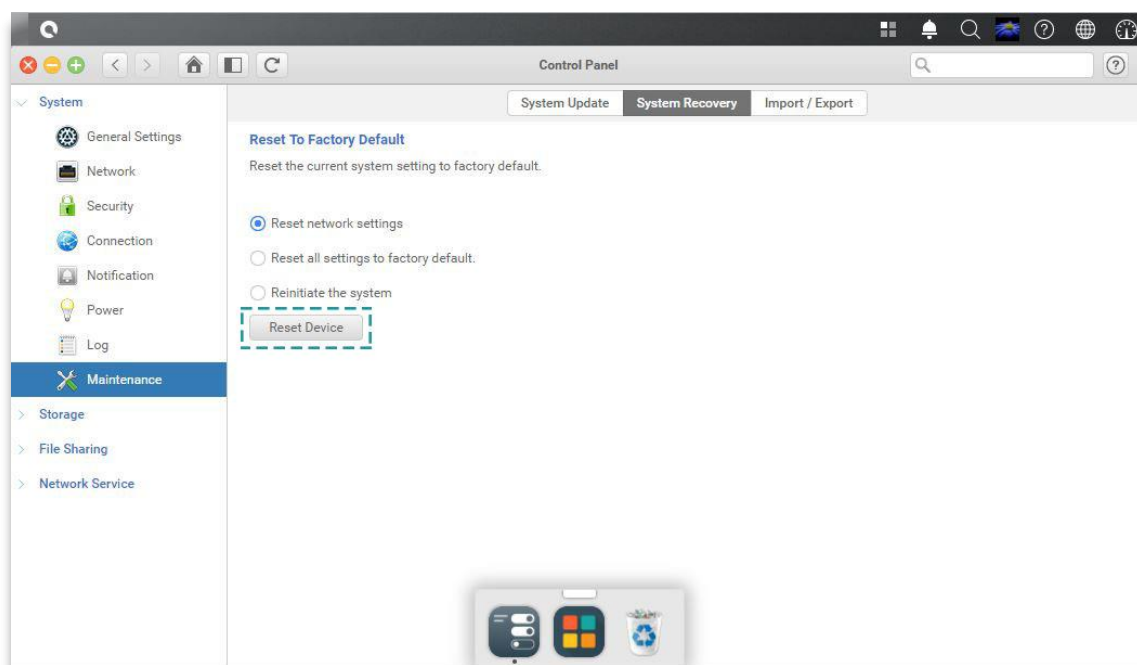 Control Panel
System
General Settings
Network
Security
Connection
Notification
Power
Log
Maintenance
Storage
File Sharing
Network Service
System Update
System Recovery
Import / Export
Reset To Factory Default
Reset the current system setting to factory default.
Reset network settings
Reset all settings to factory default.
Reinitiate the system
Reset Device